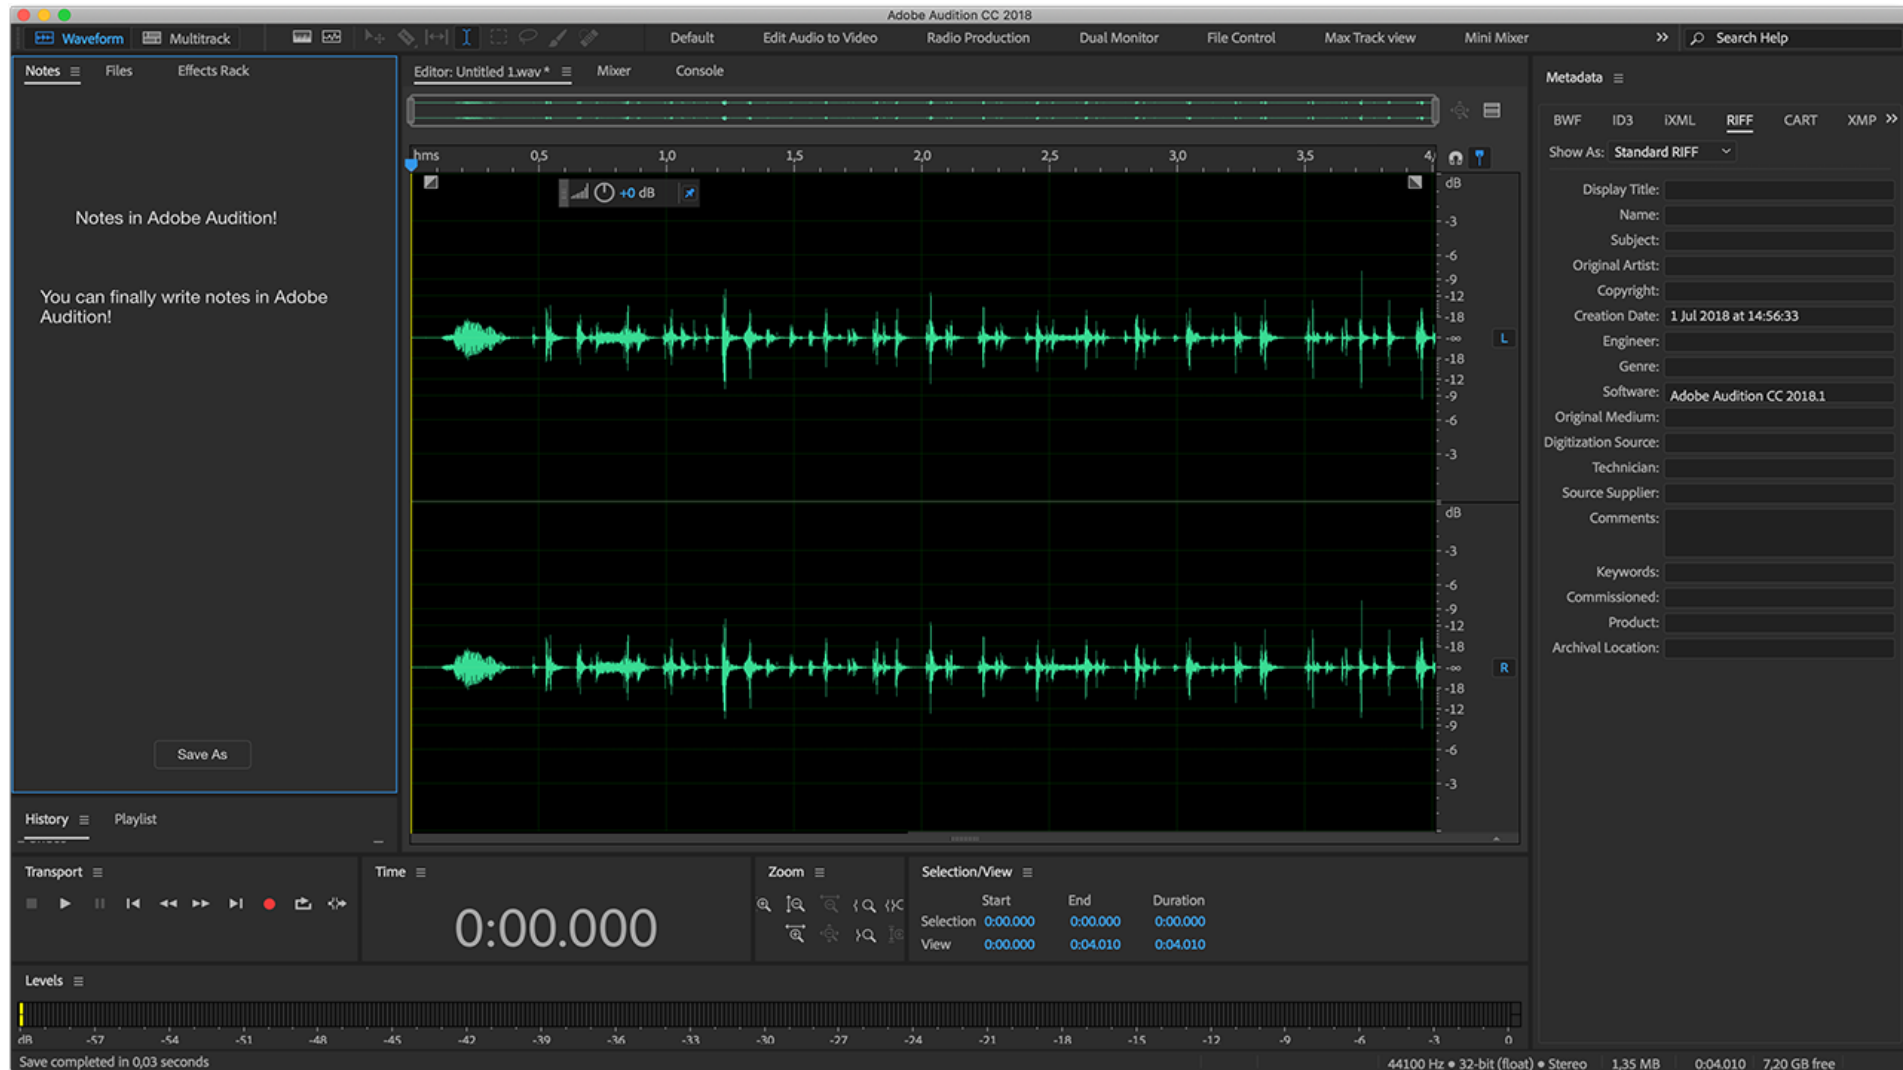 Adobe Audition CC 2018
Waveform Multitrack Default Edit Audio to Video Radio Production Dual Monitor File Control Max Track view Mini Mixer Search Help
Notes Files Effects Rack
Notes in Adobe Audition!
You can finally write notes in Adobe
Audition!
Save As
History Playlist
Editor: Untitled 1.wav * Mixer Console
hms 0,5 1,0 1,5 2,0 2,5 3,0 3,5
+0 dB
dB
-3
-6
-9
-12
-18
-∞
L
-18
-12
-9
-6
-3
dB
-3
-6
-9
-12
-18
-∞
R
-18
-12
-9
-6
-3
Metadata
BWF ID3 iXML RIFF CART XMP
Show As: Standard RIFF
Display Title:
Name:
Subject:
Original Artist:
Copyright:
Creation Date: 1 Jul 2018 at 14:56:33
Engineer:
Genre:
Software: Adobe Audition CC 2018.1
Original Medium:
Digitization Source:
Technician:
Source Supplier:
Comments:
Keywords:
Commissioned:
Product:
Archival Location:
Transport
Time
0:00.000
Zoom
Selection/View
Start End Duration
Selection 0:00.000 0:00.000 0:00.000
View 0:00.000 0:04.010 0:04.010
Levels
dB -57 -54 -51 -48 -45 -42 -39 -36 -33 -30 -27 -24 -21 -18 -15 -12 -9 -6 -3 0
Save completed in 0,03 seconds
44100 Hz ● 32-bit (float) ● Stereo 1,35 MB 0:04.010 7,20 GB free